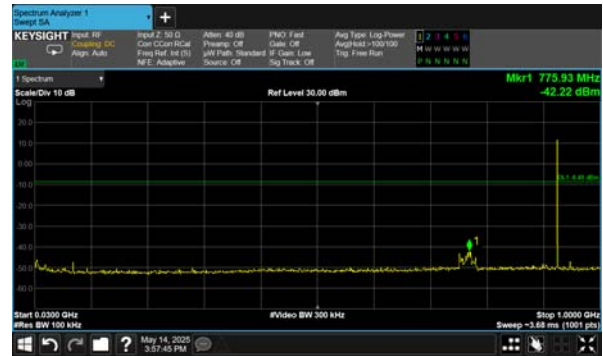 Spectrum Analyzer 1
Swept SA
KEYSIGHT
Input: RF
Coupling: DC
Align: Auto
Input Z: 50 Ω
Corr CCorr RCal
Freq Ref: Int (S)
NFE: Adaptive
Atten: 40 dB
Preamp: Off
µW Path: Standard
Source: Off
PNO: Fast
Gate: Off
IF Gain: Low
Sig Track: Off
Avg Type: Log-Power
Avg|Hold:>100/100
Trig: Free Run
1 2 3 4 5 6
M W W W W W
P N N N N N
1 Spectrum
Scale/Div 10 dB
Ref Level 30.00 dBm
Mkr1 775.93 MHz
-42.22 dBm
Log
20.0
10.0
0.00
-10.0
-20.0
-30.0
-40.0
-50.0
-60.0
1
Start 0.0300 GHz
#Res BW 100 kHz
#Video BW 300 kHz
Stop 1.0000 GHz
Sweep ~3.68 ms (1001 pts)
May 14, 2025
3:57:45 PM